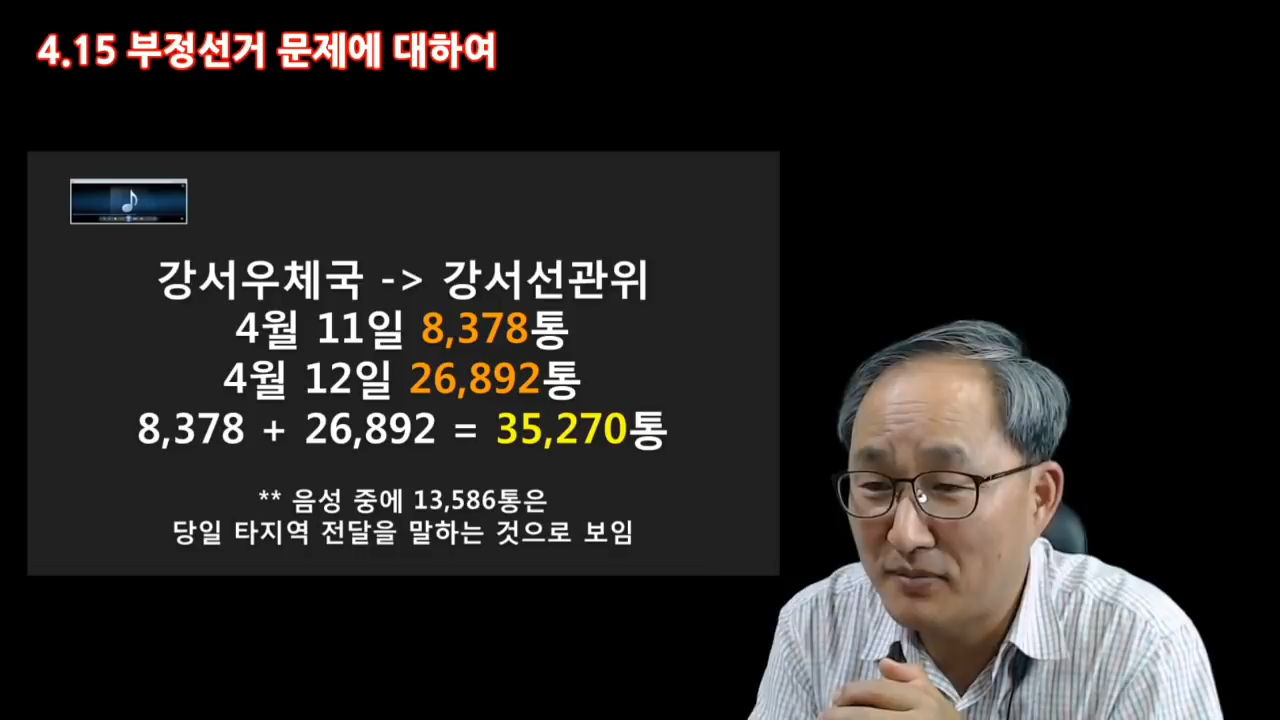 4.15 부정선거 문제에 대하여
강서우체국 -> 강서선관위
4월 11일 8,378통
4월 12일 26,892통
8,378 + 26,892 = 35,270통
** 음성 중에 13,586통은
당일 타지역 전달을 말하는 것으로 보임